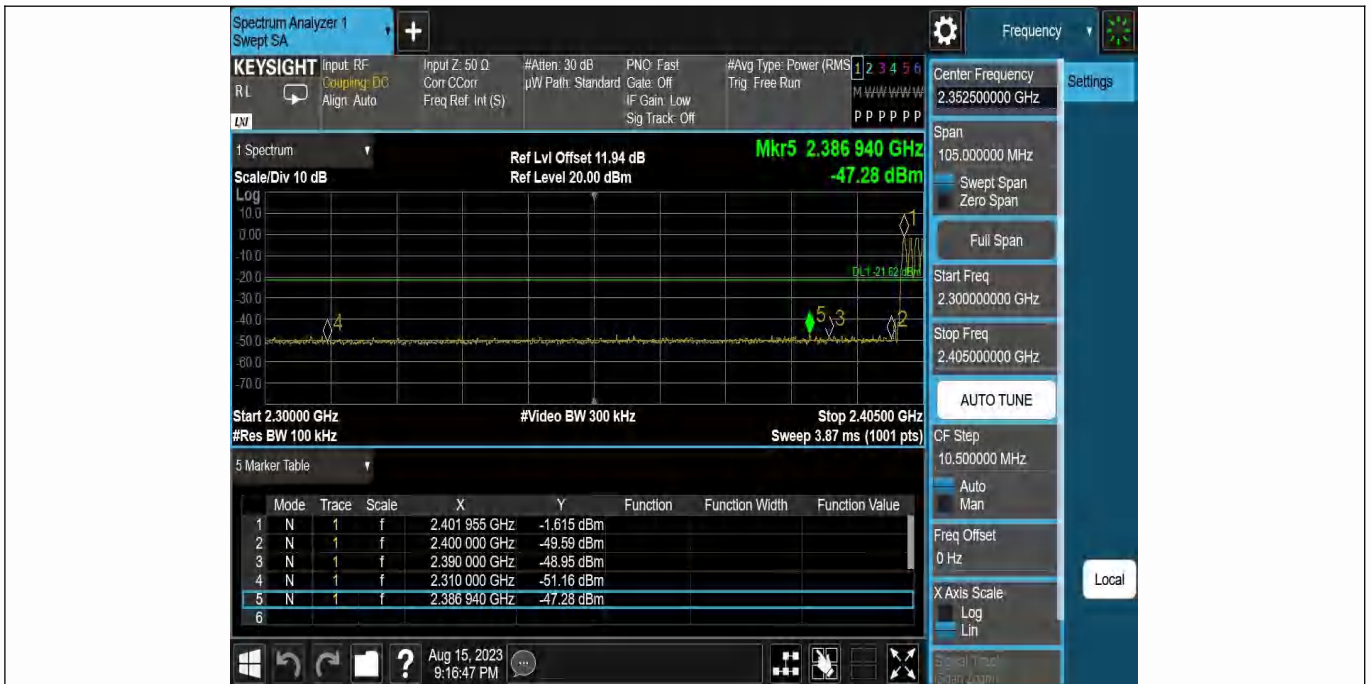 Spectrum Analyzer 1
Swept SA
Frequency
KEYSIGHT
RL
LXI
Input: RF
Coupling: DC
Align: Auto
Input Z: 50 Ω
Corr CCorr
Freq Ref: Int (S)
#Atten: 30 dB
µW Path: Standard
PNO: Fast
Gate: Off
IF Gain: Low
Sig Track: Off
#Avg Type: Power (RMS
Trig: Free Run
1 2 3 4 5 6
M W W W W W
P P P P P P
1 Spectrum
Scale/Div 10 dB
Ref Lvl Offset 11.94 dB
Ref Level 20.00 dBm
Mkr5 2.386 940 GHz
-47.28 dBm
Log
10.0
0.00
-10.0
-20.0
-30.0
-40.0
-50.0
-60.0
-70.0
1
DL1 -21.62 dBm
4
5
3
2
Start 2.30000 GHz
#Video BW 300 kHz
Stop 2.40500 GHz
#Res BW 100 kHz
Sweep 3.87 ms (1001 pts)
5 Marker Table
Mode Trace Scale X Y Function Function Width Function Value
1 N 1 f 2.401 955 GHz -1.615 dBm
2 N 1 f 2.400 000 GHz -49.59 dBm
3 N 1 f 2.390 000 GHz -48.95 dBm
4 N 1 f 2.310 000 GHz -51.16 dBm
5 N 1 f 2.386 940 GHz -47.28 dBm
6
Aug 15, 2023
9:16:47 PM
?
Center Frequency
2.352500000 GHz
Settings
Span
105.000000 MHz
Swept Span
Zero Span
Full Span
Start Freq
2.300000000 GHz
Stop Freq
2.405000000 GHz
AUTO TUNE
CF Step
10.500000 MHz
Auto
Man
Freq Offset
0 Hz
Local
X Axis Scale
Log
Lin
Signal Track
(Span Zoom)